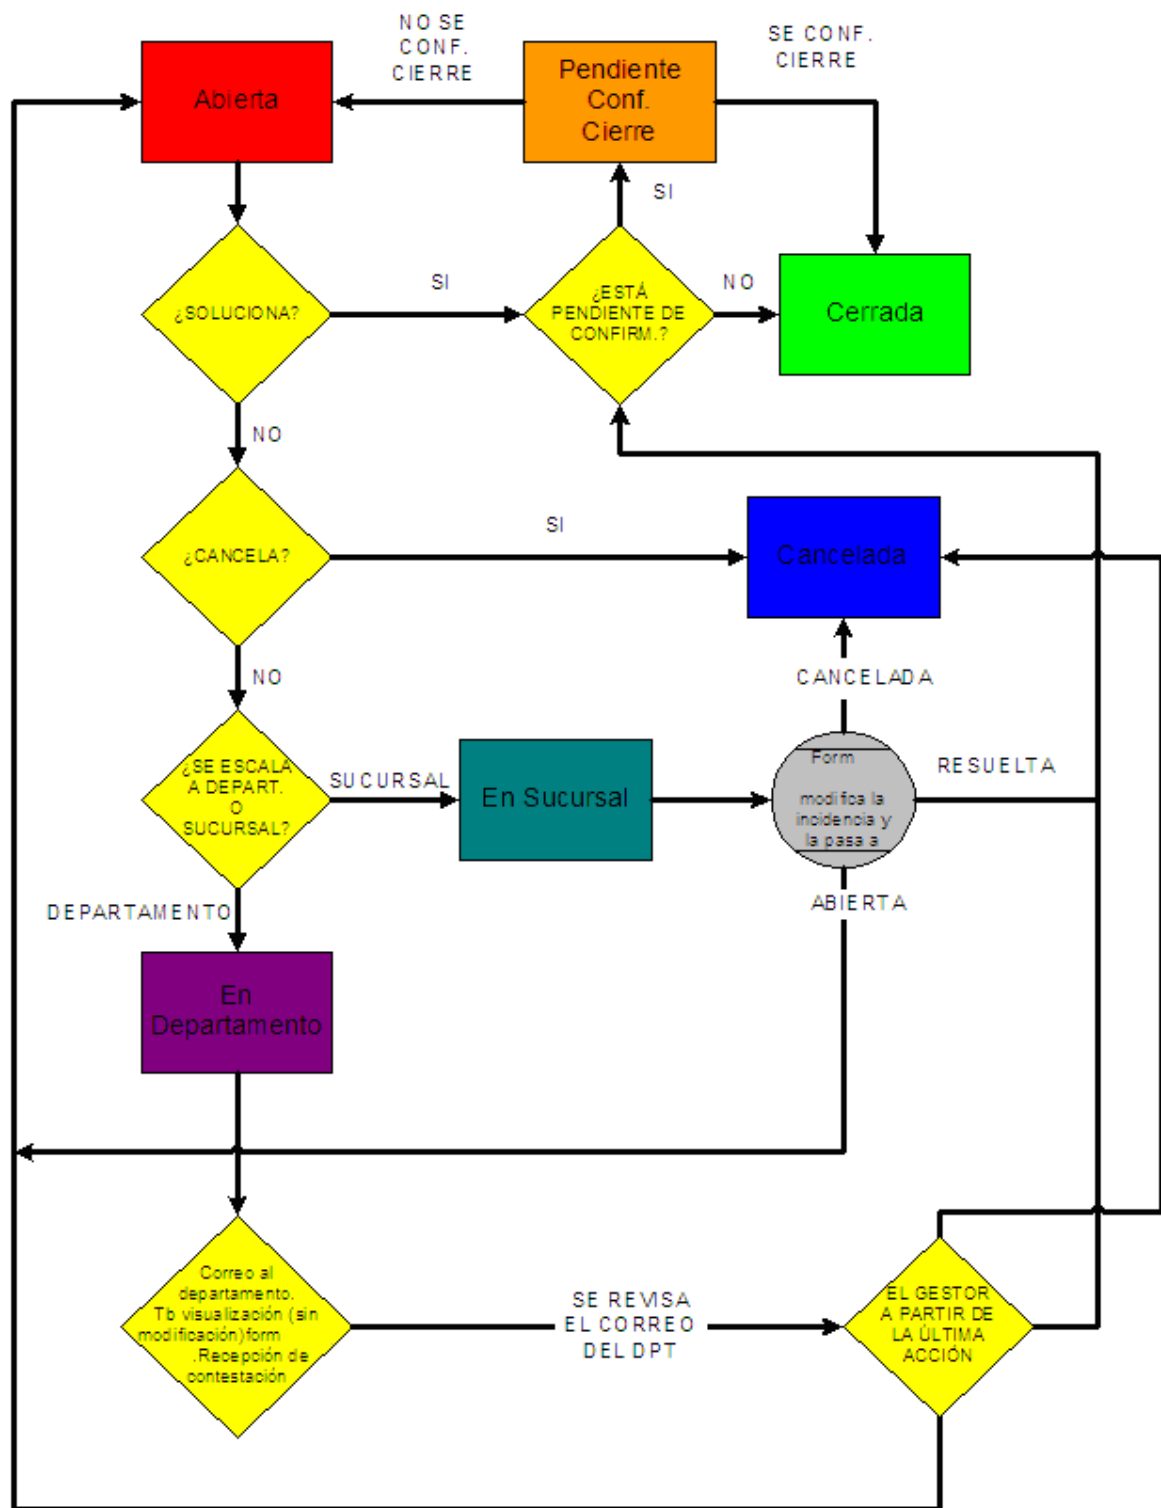 NO SE
CONF.
CIERRE
SE CONF.
CIERRE
Abierta
Pendiente
Conf.
Cierre
SI
¿SOLUCIONA?
SI
¿ESTÁ
PENDIENTE DE
CONFIRM.?
NO
Cerrada
NO
¿CANCELA?
SI
Cancelada
NO
CANCELADA
¿SE ESCALA
A DEPART.
O
SUCURSAL?
SUCURSAL
En Sucursal
Form
modifica la
incidencia y
la pasa a
RESUELTA
DEPARTAMENTO
ABIERTA
En
Departamento
Correo al
departamento.
Tb visualización (sin
modificación)form
.Recepción de
contestación
SE REVISA
EL CORREO
DEL DPT
EL GESTOR
A PARTIR DE
LA ÚLTIMA
ACCIÓN